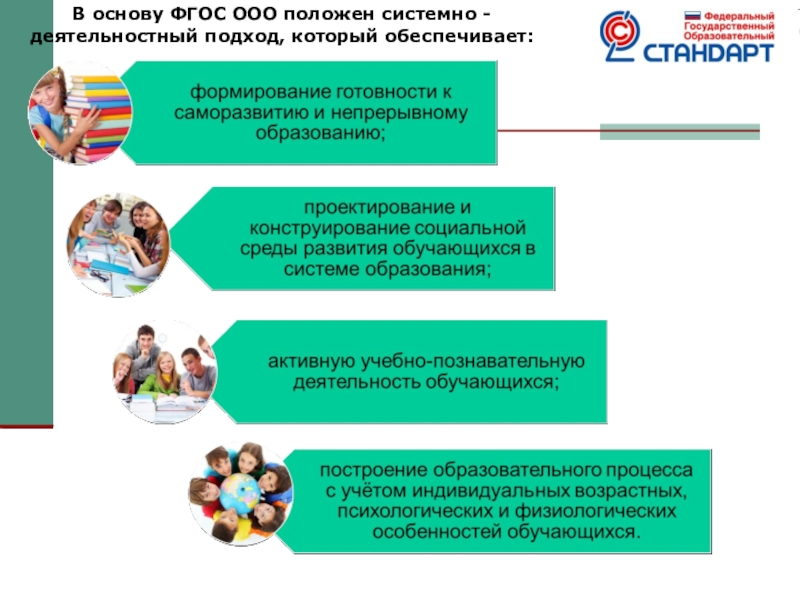 В основу ФГОС ООО положен системно -
деятельностный подход, который обеспечивает:
Федеральный
Государственный
Образовательный
СТАНДАРТ
формирование готовности к
саморазвитию и непрерывному
образованию;
проектирование и
конструирование социальной
среды развития обучающихся в
системе образования;
активную учебно-познавательную
деятельность обучающихся;
построение образовательного процесса
с учётом индивидуальных возрастных,
психологических и физиологических
особенностей обучающихся.